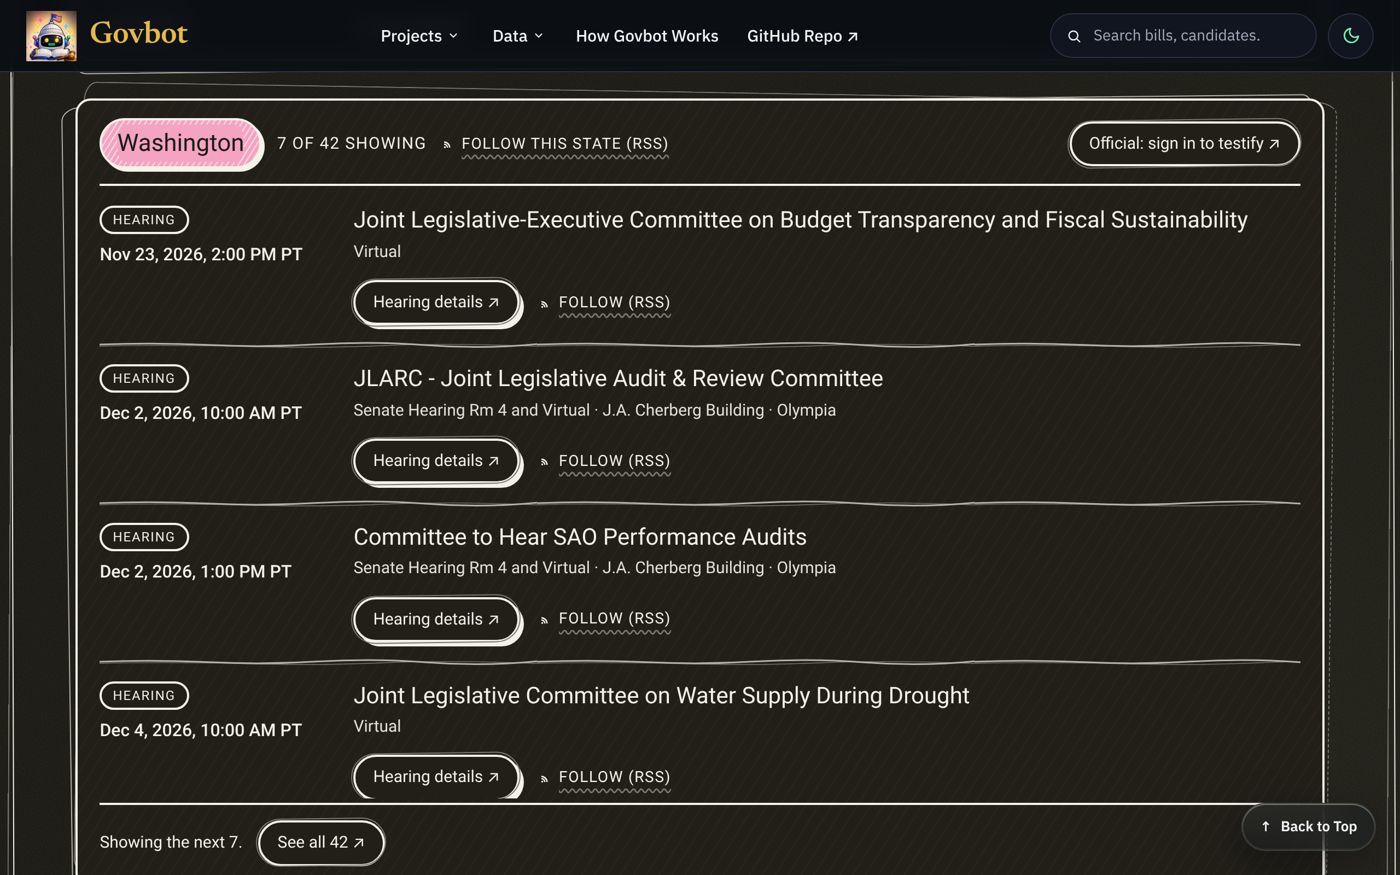 Govbot
Projects
Data
How Govbot Works
GitHub Repo ↗
Search bills, candidates.
Washington
7 OF 42 SHOWING
FOLLOW THIS STATE (RSS)
Official: sign in to testify ↗
HEARING
Nov 23, 2026, 2:00 PM PT
Joint Legislative-Executive Committee on Budget Transparency and Fiscal Sustainability
Virtual
Hearing details ↗
FOLLOW (RSS)
HEARING
Dec 2, 2026, 10:00 AM PT
JLARC - Joint Legislative Audit & Review Committee
Senate Hearing Rm 4 and Virtual · J.A. Cherberg Building · Olympia
Hearing details ↗
FOLLOW (RSS)
HEARING
Dec 2, 2026, 1:00 PM PT
Committee to Hear SAO Performance Audits
Senate Hearing Rm 4 and Virtual · J.A. Cherberg Building · Olympia
Hearing details ↗
FOLLOW (RSS)
HEARING
Dec 4, 2026, 10:00 AM PT
Joint Legislative Committee on Water Supply During Drought
Virtual
Hearing details ↗
FOLLOW (RSS)
Showing the next 7.
See all 42 ↗
↑ Back to Top